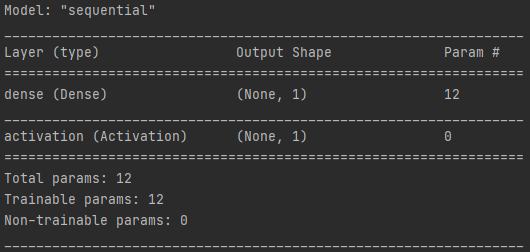 Model: "sequential"
_________________________________________________________________
Layer (type)                 Output Shape              Param #
=================================================================
dense (Dense)                (None, 1)                 12
_________________________________________________________________
activation (Activation)      (None, 1)                 0
=================================================================
Total params: 12
Trainable params: 12
Non-trainable params: 0
_________________________________________________________________